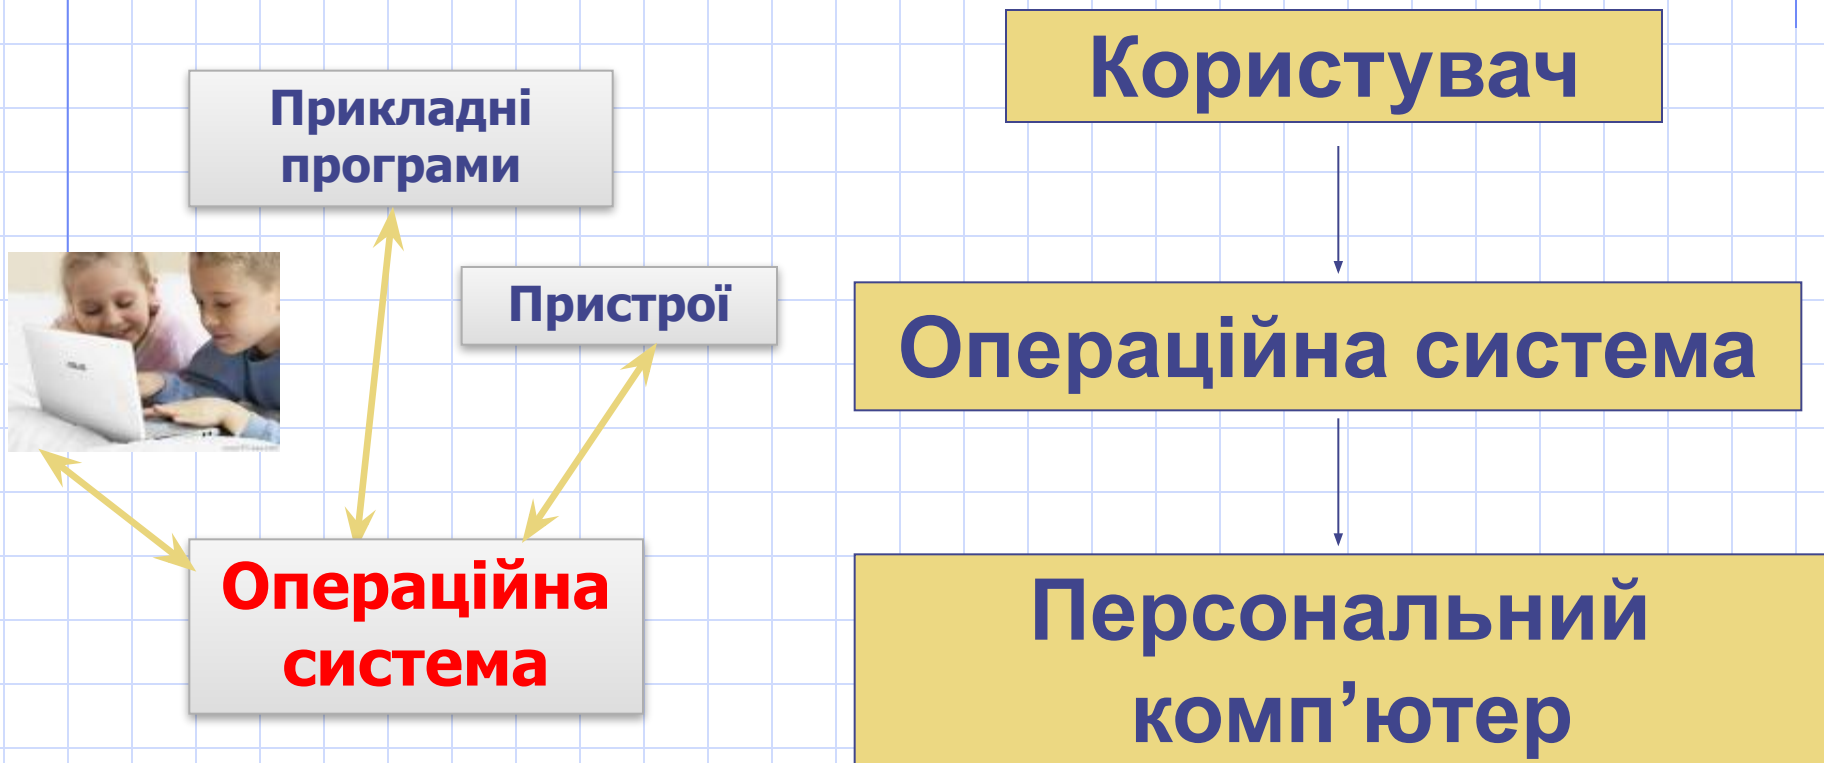 Прикладні
програми
Пристрої
Операційна
система
Користувач
Операційна система
Персональний
комп’ютер